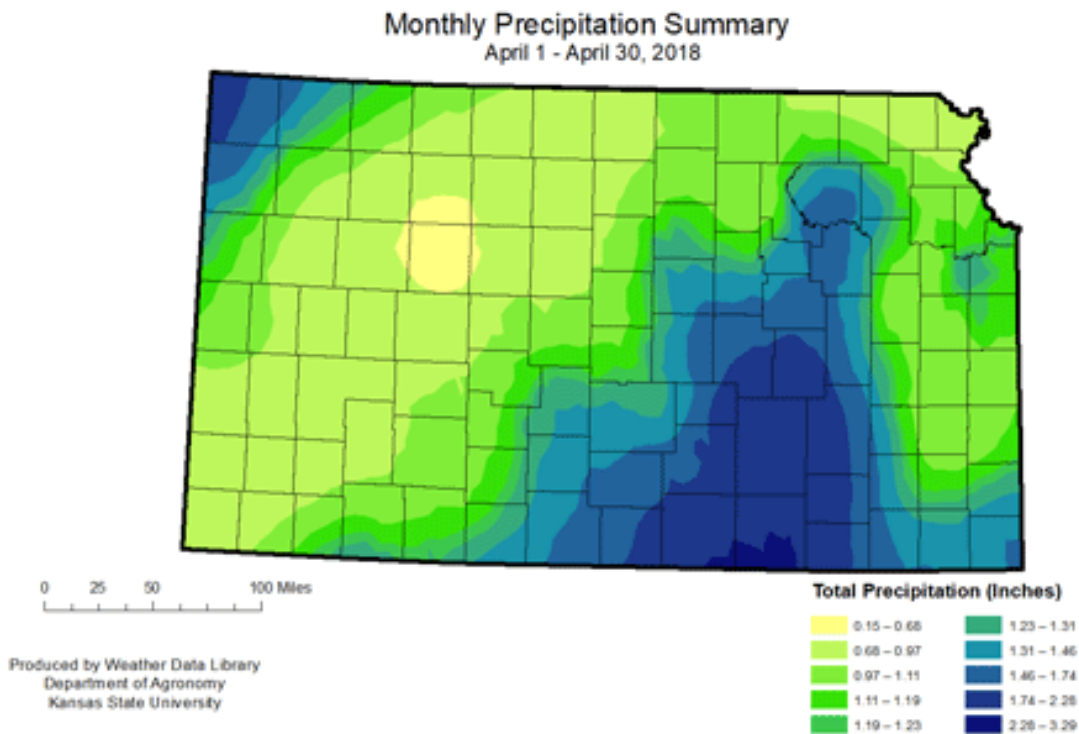 Monthly Precipitation Summary
April 1 - April 30, 2018
0 25 50 100 Miles
Produced by Weather Data Library
Department of Agronomy
Kansas State University
Total Precipitation (Inches)
0.15 – 0.68
0.68 – 0.97
0.97 – 1.11
1.11 – 1.19
1.19 – 1.23
1.23 – 1.31
1.31 – 1.46
1.46 – 1.74
1.74 – 2.28
2.28 – 3.29